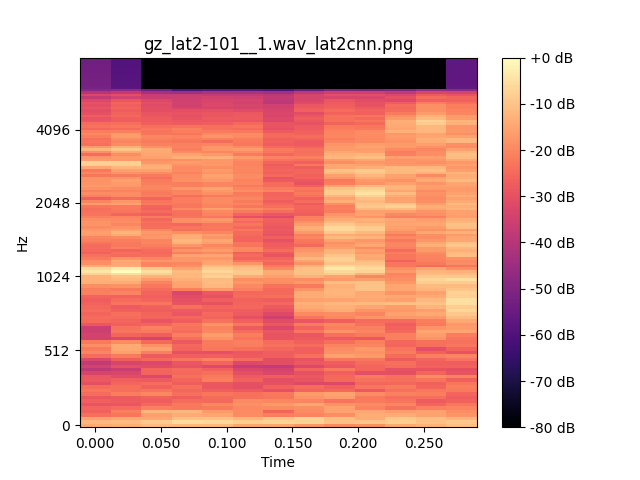 gz_lat2-101__1.wav_lat2cnn.png
Hz
4096
2048
1024
512
0
0.000 0.050 0.100 0.150 0.200 0.250
Time
+0 dB
-10 dB
-20 dB
-30 dB
-40 dB
-50 dB
-60 dB
-70 dB
-80 dB